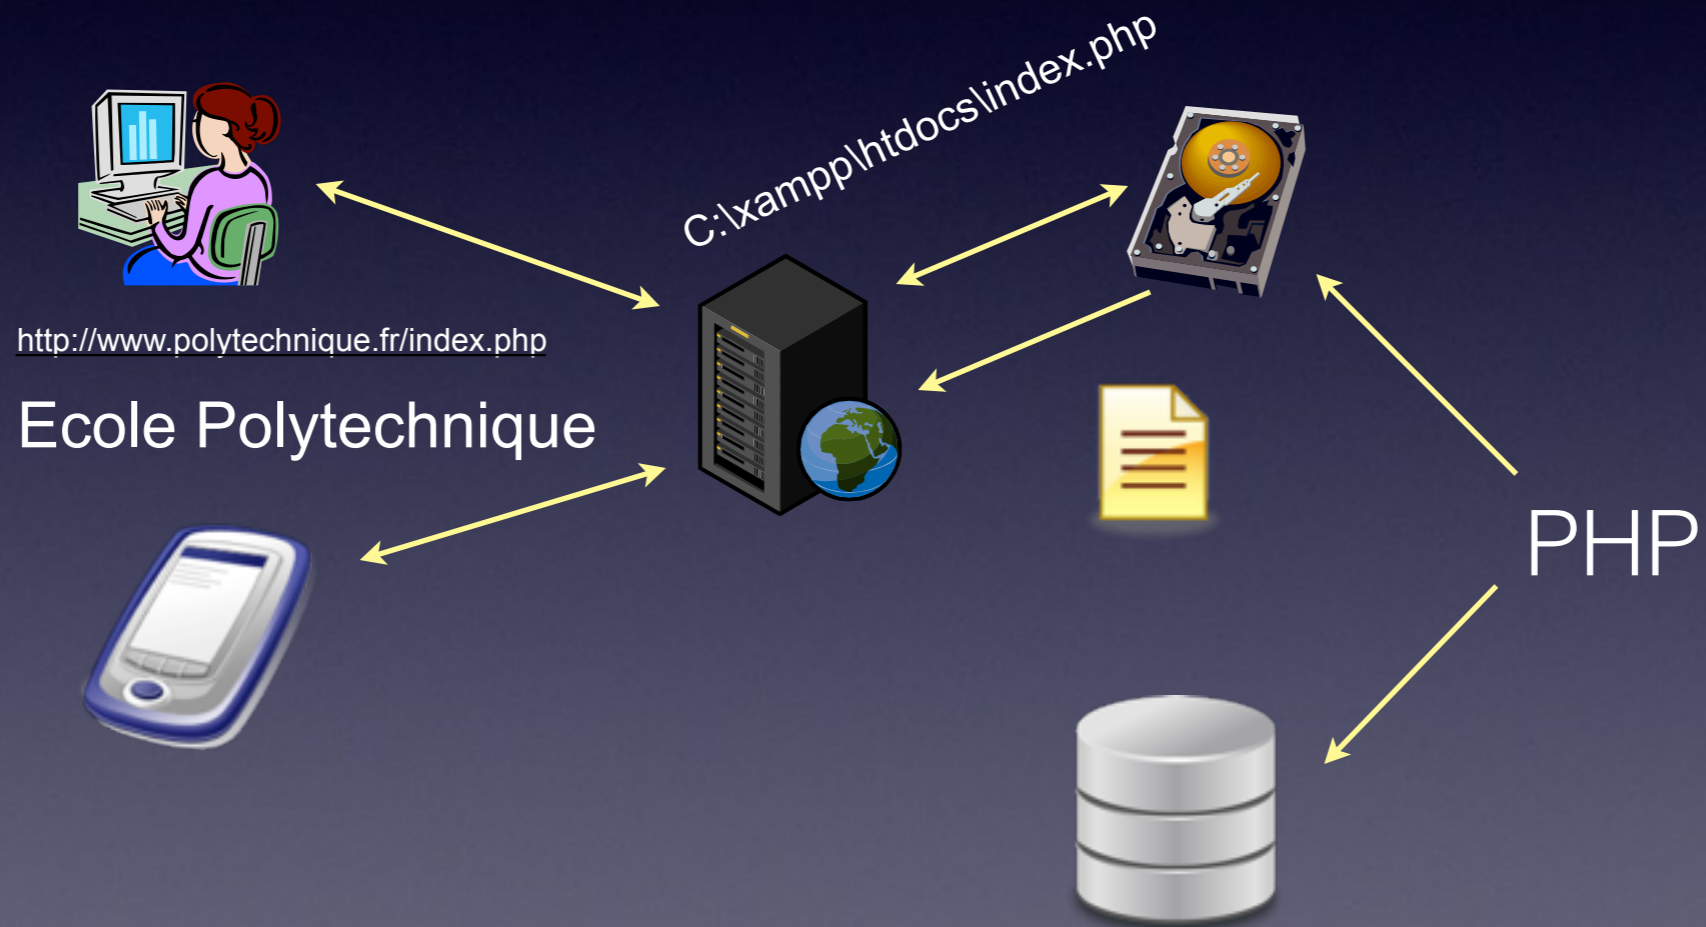 C:\xampp\htdocs\index.php
http://www.polytechnique.fr/index.php
Ecole Polytechnique
PHP